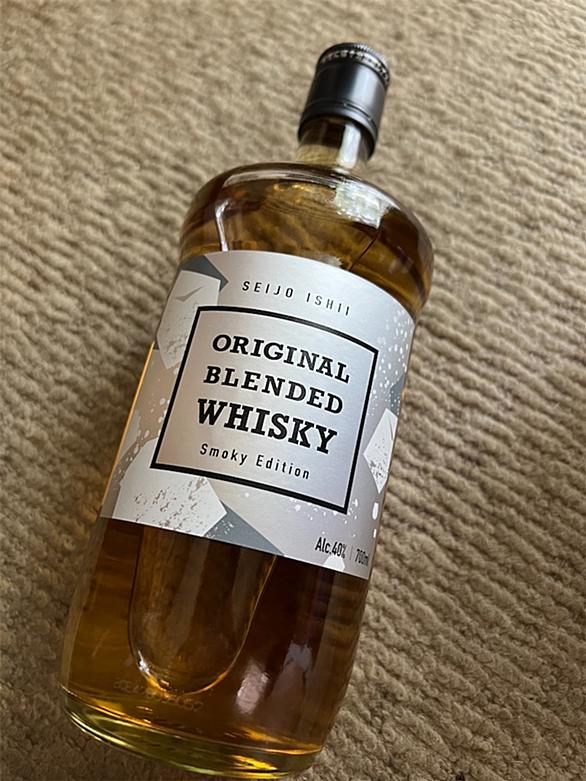 SEIJO ISHII
ORIGINAL
BLENDED
WHISKY
Smoky Edition
Alc.40% | 700ml